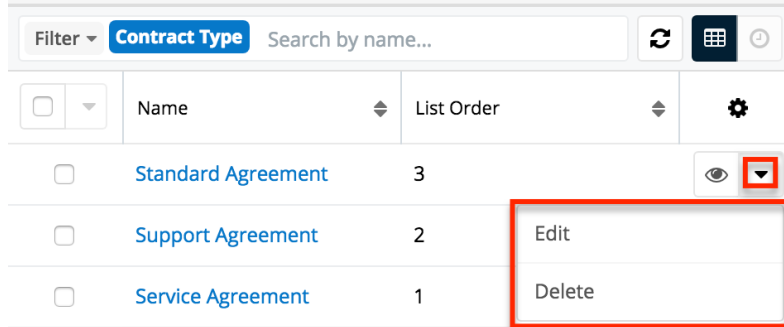 Filter Contract Type Search by name...
Name List Order
Standard Agreement 3
Support Agreement 2 Edit
Service Agreement 1 Delete